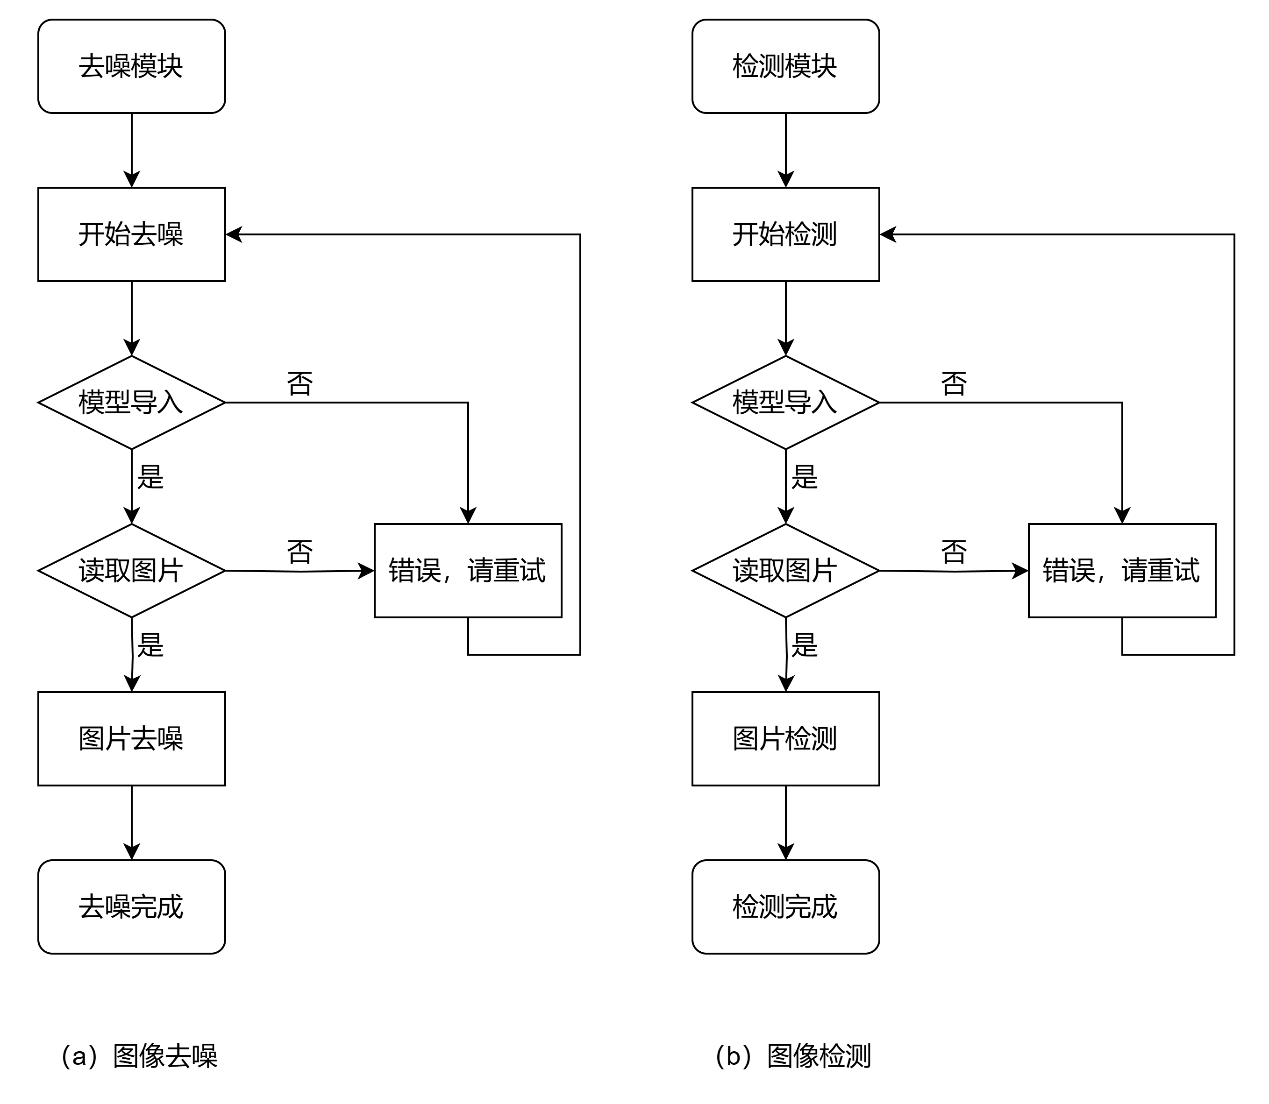 去噪模块
开始去噪
模型导入
否
是
读取图片
否
错误，请重试
是
图片去噪
去噪完成
（a）图像去噪
检测模块
开始检测
模型导入
否
是
读取图片
否
错误，请重试
是
图片检测
检测完成
（b）图像检测